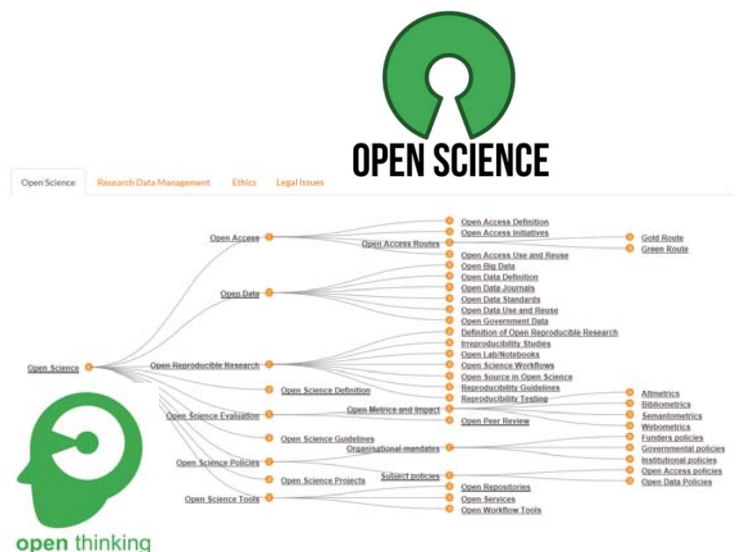 OPEN SCIENCE
Open Science Research Data Management Ethics Legal Issues
Open Science
Open Access
Open Access Definition
Open Access Initiatives
Open Access Routes
Gold Route
Green Route
Open Access Use and Reuse
Open Data
Open Big Data
Open Data Definition
Open Data Journals
Open Data Standards
Open Data Use and Reuse
Open Government Data
Open Reproducible Research
Definition of Open Reproducible Research
Irreproducibility Studies
Open Lab/Notebooks
Open Science Workflows
Open Source in Open Science
Reproducibility Guidelines
Reproducibility Testing
Open Science Definition
Open Science Evaluation
Open Metrics and Impact
Altmetrics
Bibliometrics
Semantometrics
Webometrics
Open Peer Review
Open Science Guidelines
Open Science Policies
Organisational mandates
Funders policies
Governmental policies
Institutional policies
Subject policies
Open Access policies
Open Data Policies
Open Science Projects
Open Science Tools
Open Repositories
Open Services
Open Workflow Tools
open thinking